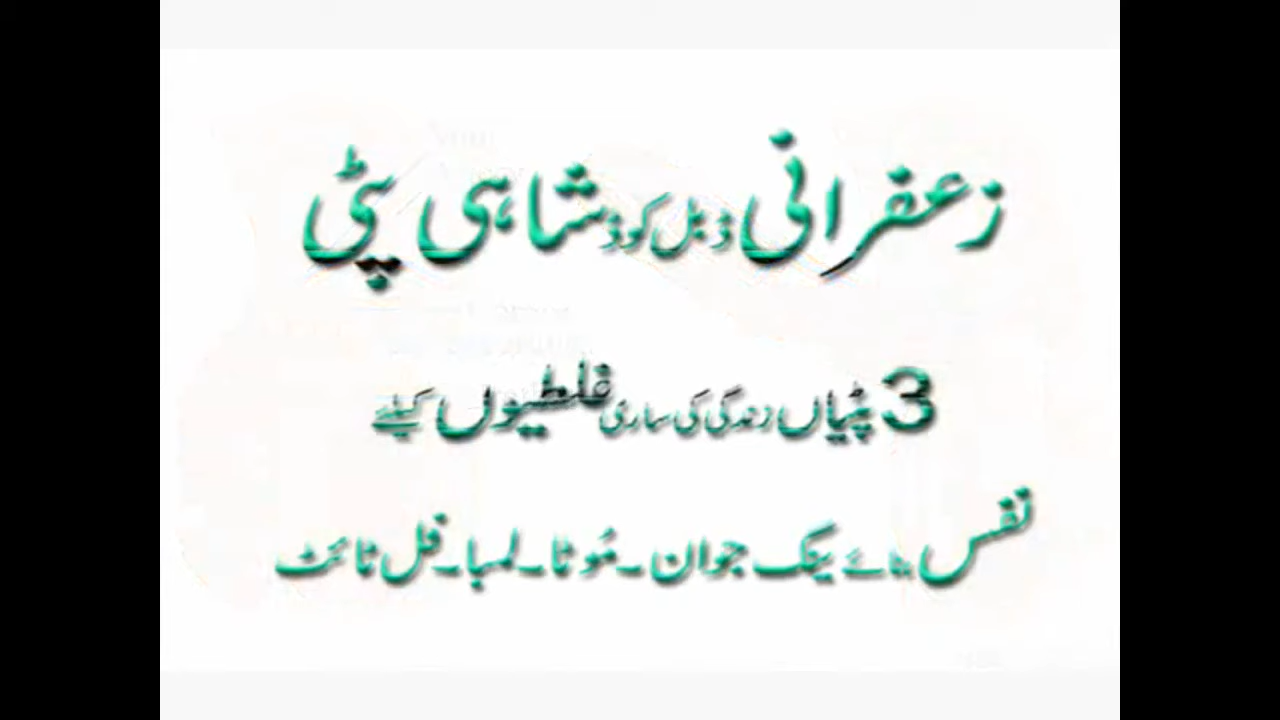 زعفرانی ڈبل کوڈ شاہی پٹی
3 پٹیاں زندگی کی ساری غلطیوں کیلئے
نفس بنائے ینگ جوان۔مُوٹا۔لمبا۔فل ٹائٹ